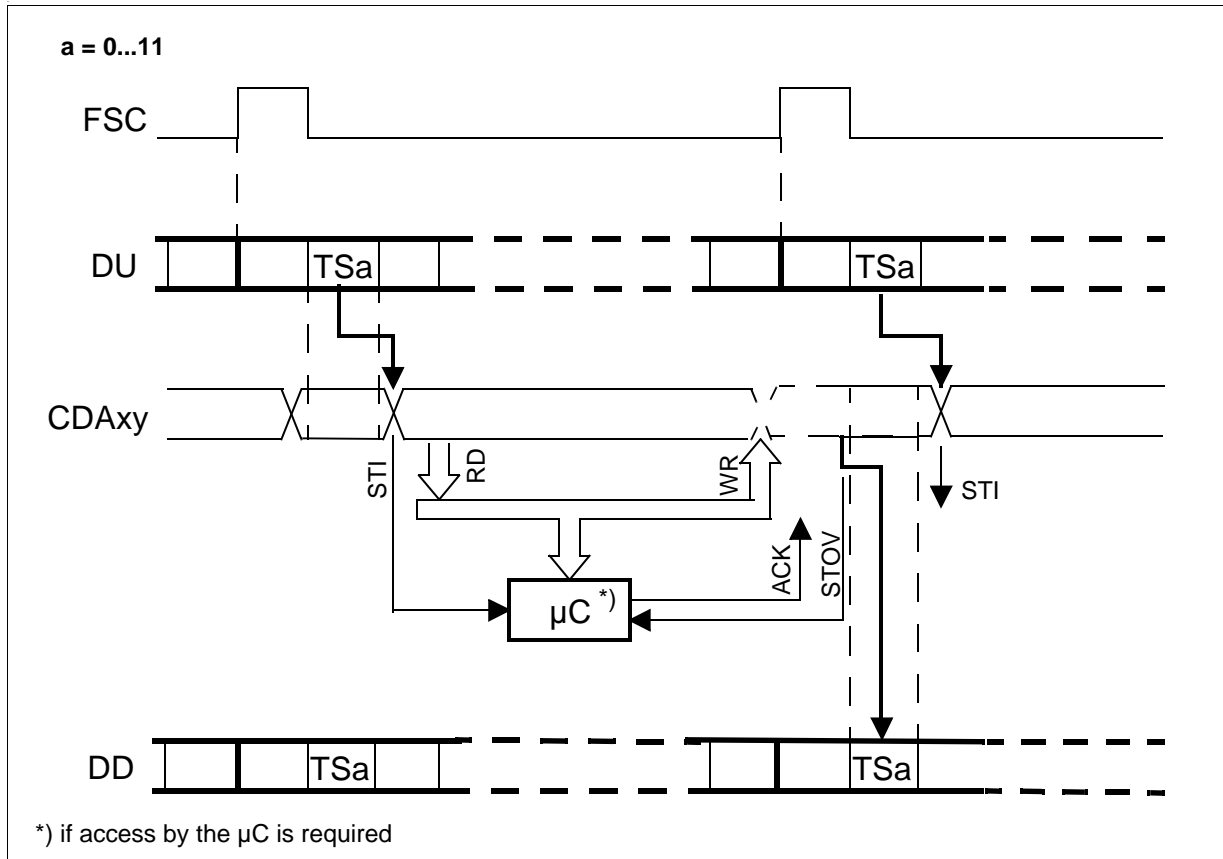 a = 0...11
FSC
DU
TSa
TSa
CDAxy
STI
RD
WR
ACK
STOV
STI
µC *)
DD
TSa
TSa
*) if access by the µC is required